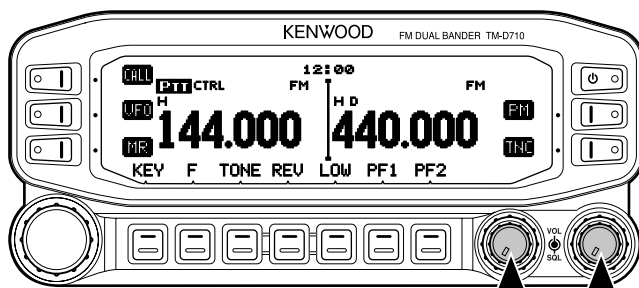 KENWOOD FM DUAL BANDER TM-D710
12:00
CALL PTT CTRL FM FM
H H D
VFO 144.000 440.000 PM
MR TNC
KEY F TONE REV LOW PF1 PF2
VOL
SQL